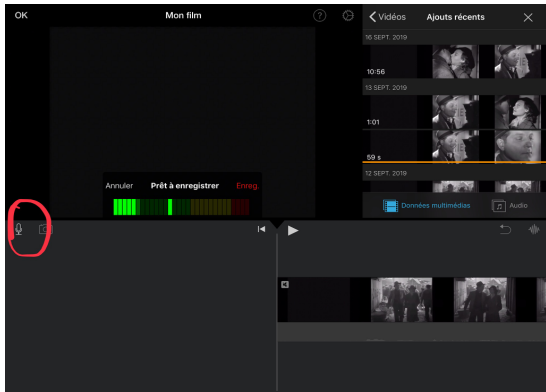 OK
Mon film
?
Vidéos
Ajouts récents
16 SEPT. 2019
10:56
13 SEPT. 2019
1:01
59 s
12 SEPT. 2019
Annuler
Prêt à enregistrer
Enreg.
Données multimédias
Audio